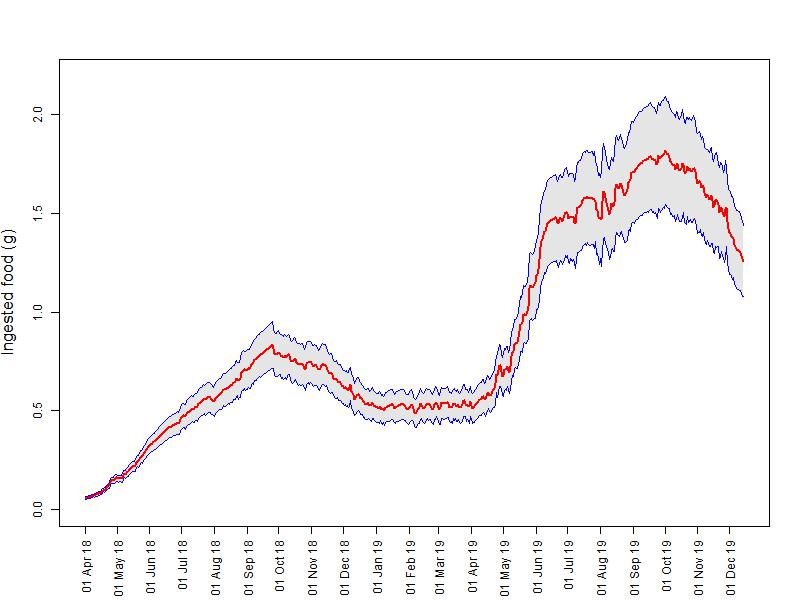 Ingested food (g)
2.0
1.5
1.0
0.5
0.0
01 Apr 18
01 May 18
01 Jun 18
01 Jul 18
01 Aug 18
01 Sep 18
01 Oct 18
01 Nov 18
01 Dec 18
01 Jan 19
01 Feb 19
01 Mar 19
01 Apr 19
01 May 19
01 Jun 19
01 Jul 19
01 Aug 19
01 Sep 19
01 Oct 19
01 Nov 19
01 Dec 19